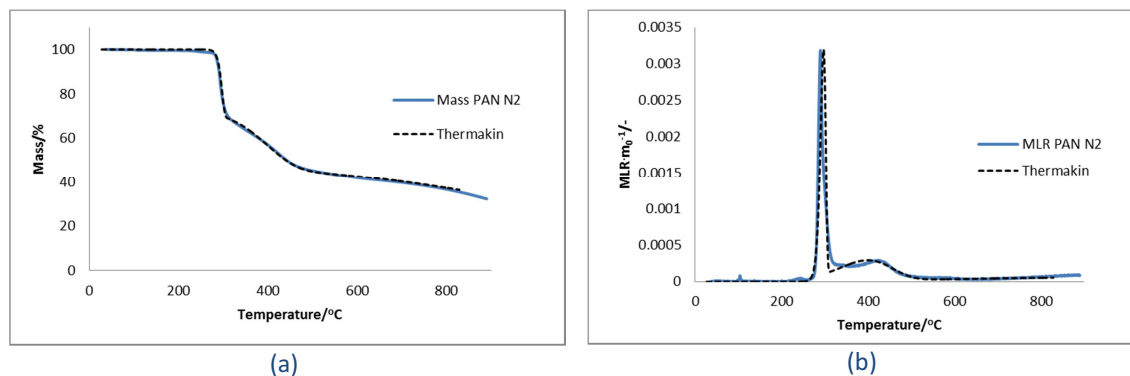 100
80
60
40
20
0
Mass/%
0 200 400 600 800
Temperature/°C
Mass PAN N2
Thermakin
(a)
0.0035
0.003
0.0025
0.002
0.0015
0.001
0.0005
0
MLR·m₀⁻¹/-
0 200 400 600 800
Temperature/°C
MLR PAN N2
Thermakin
(b)